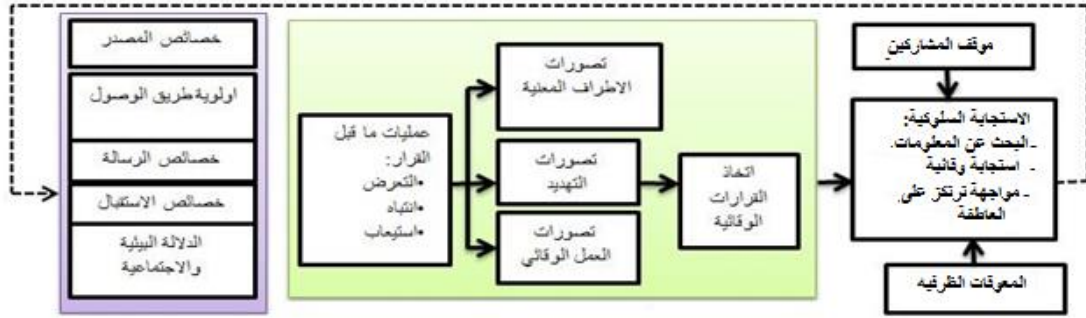 خصائص المصدر
اولوية طريق الوصول
خصائص الرسالة
خصائص الاستقبال
الدلالة البيئية
والاجتماعية
عمليات ما قبل
القرار:
•التعرض
•انتباه
•استيعاب
تصورات
الاطراف المعنية
تصورات
التهديد
تصورات
العمل الوقائي
اتخاذ
القرارات
الوقائية
موقف المشاركين
الاستجابة السلوكية:
- البحث عن المعلومات.
- استجابة وقائية
- مواجهة ترتكز على
العاطفة
المعوقات الظرفيه